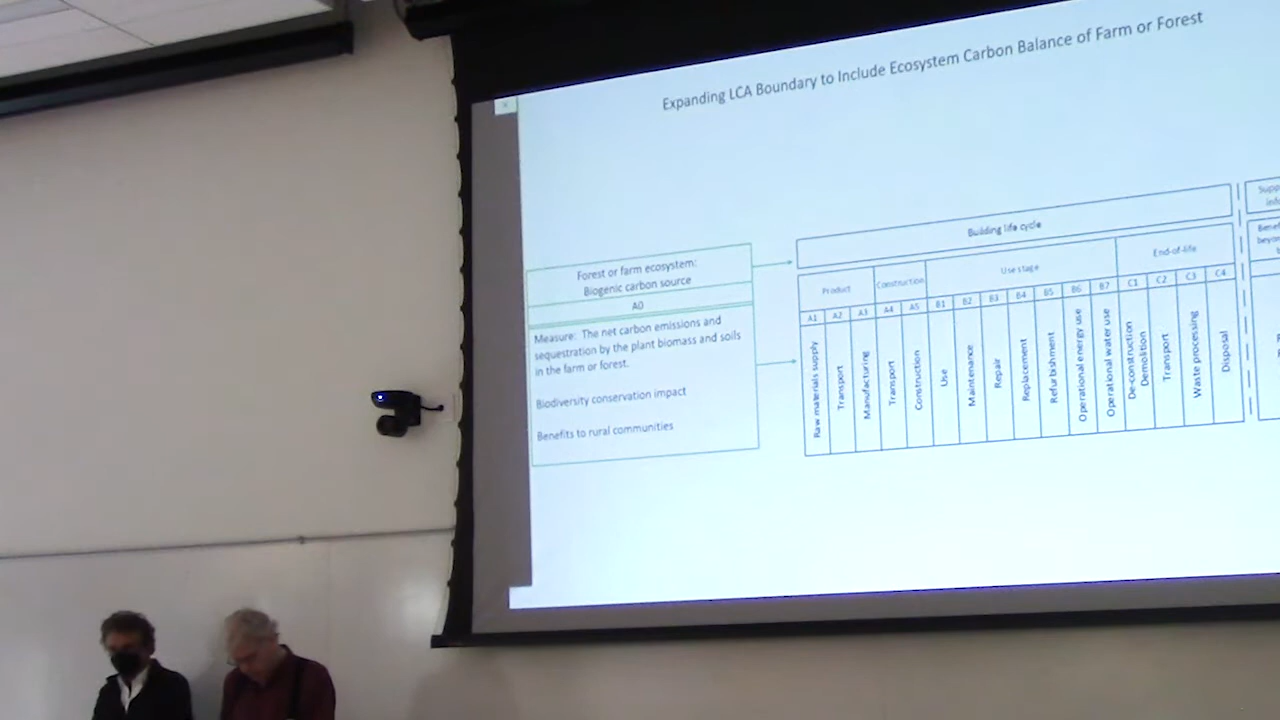 Expanding LCA Boundary to Include Ecosystem Carbon Balance of Farm or Forest
Forest or farm ecosystem:
Biogenic carbon source
A0
Measure: The net carbon emissions and
sequestration by the plant biomass and soils
in the farm or forest.
Biodiversity conservation impact
Benefits to rural communities
Building life cycle
Product
Construction
Use stage
End-of-life
A1
A2
A3
A4
A5
B1
B2
B3
B4
B5
B6
B7
C1
C2
C3
C4
Raw materials supply
Transport
Manufacturing
Transport
Construction
Use
Maintenance
Repair
Replacement
Refurbishment
Operational energy use
Operational water use
De-construction
Demolition
Transport
Waste processing
Disposal